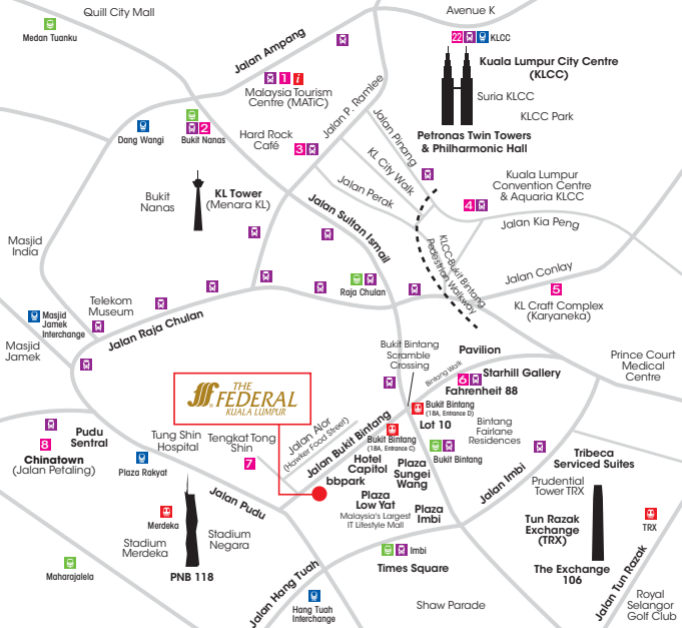 Quill City Mall
Medan Tuanku
Avenue K
22
KLCC
Kuala Lumpur City Centre
(KLCC)
Suria KLCC
KLCC Park
Petronas Twin Towers
& Philharmonic Hall
Jalan Ampang
1
i
Malaysia Tourism
Centre (MATiC)
Jalan P. Ramlee
Hard Rock
Café
3
Dang Wangi
2
Bukit Nanas
Jalan Pinang
KL City Walk
Jalan Perak
Kuala Lumpur
Convention Centre
& Aquaria KLCC
4
Bukit
Nanas
KL Tower
(Menara KL)
Jalan Sultan Ismail
Jalan Kia Peng
KLCC-Bukit Bintang
Pedestrian Walkway
Masjid
India
Jalan Conlay
5
KL Craft Complex
(Karyaneka)
Raja Chulan
Telekom
Museum
Masjid
Jamek
Interchange
Masjid
Jamek
Jalan Raja Chulan
Bukit Bintang
Scramble
Crossing
Pavilion
Bintang Walk
6
Starhill Gallery
Fahrenheit 88
Prince Court
Medical
Centre
THE
FEDERAL
KUALA LUMPUR
Bukit Bintang
(18A, Entrance D)
Lot 10
Bintang
Fairlane
Residences
Jalan Alor
(Hawker Food Street)
Jalan Bukit Bintang
Bukit Bintang
(18A, Entrance C)
Bukit Bintang
Pudu
Sentral
8
Chinatown
(Jalan Petaling)
Tung Shin
Hospital
Tengkat Tong
Shin
7
Plaza Rakyat
Hotel
Capitol
bbpark
Plaza
Sungei
Wang
Plaza
Low Yat
Malaysia's Largest
IT Lifestyle Mall
Plaza
Imbi
Jalan Imbi
Tribeca
Serviced Suites
Prudential
Tower TRX
Tun Razak
Exchange
(TRX)
TRX
Jalan Pudu
Merdeka
Stadium
Merdeka
Stadium
Negara
PNB 118
Maharajalela
Imbi
Times Square
The Exchange
106
Jalan Tun Razak
Jalan Hang Tuah
Hang Tuah
Interchange
Shaw Parade
Royal
Selangor
Golf Club